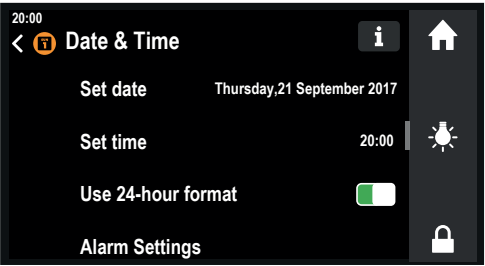 20:00
Date & Time
Set date Thursday,21 September 2017
Set time 20:00
Use 24-hour format
Alarm Settings